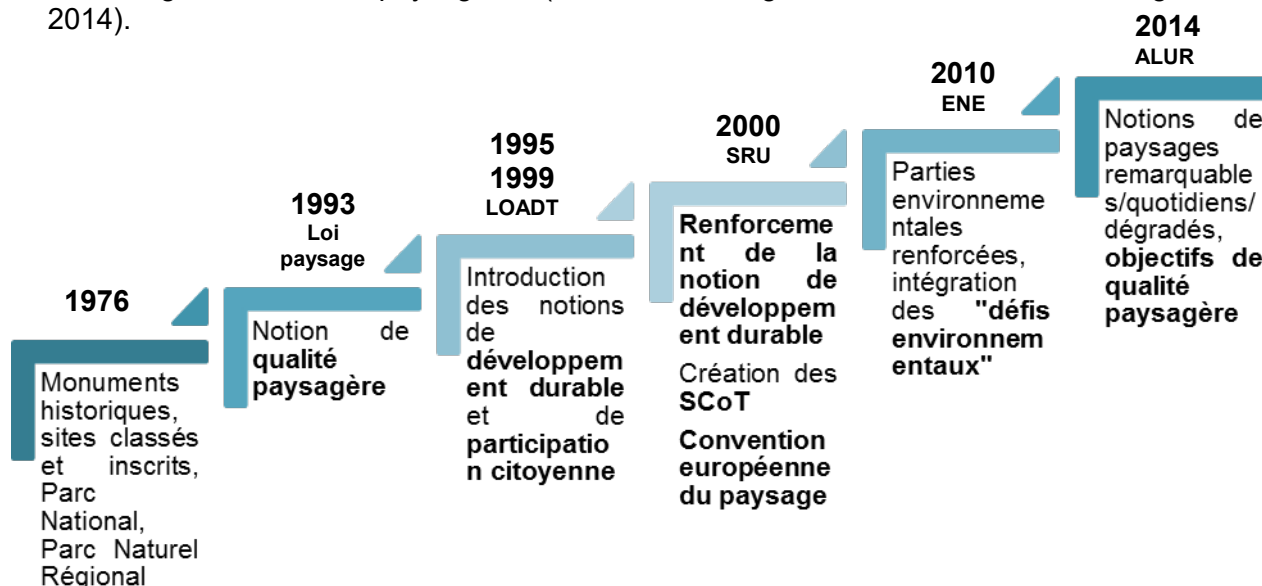 2014).
1976
Monuments
historiques,
sites classés
et inscrits,
Parc
National,
Parc Naturel
Régional
1993
Loi
paysage
Notion de
qualité
paysagère
1995
1999
LOADT
Introduction
des notions
de
développem
ent durable
et de
participatio
n citoyenne
2000
SRU
Renforceme
nt de la
notion de
développem
ent durable
Création des
SCoT
Convention
européenne
du paysage
2010
ENE
Parties
environneme
ntales
renforcées,
intégration
des "défis
environnem
entaux"
2014
ALUR
Notions de
paysages
remarquable
s/quotidiens/
dégradés,
objectifs de
qualité
paysagère